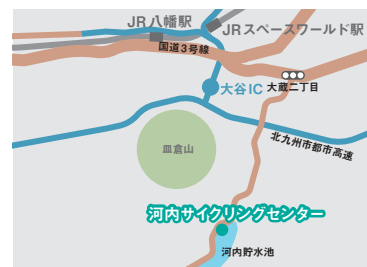 JR八幡駅
JRスペースワールド駅
国道3号線
大谷IC
大蔵二丁目
北九州市都市高速
皿倉山
河内サイクリングセンター
河内貯水池